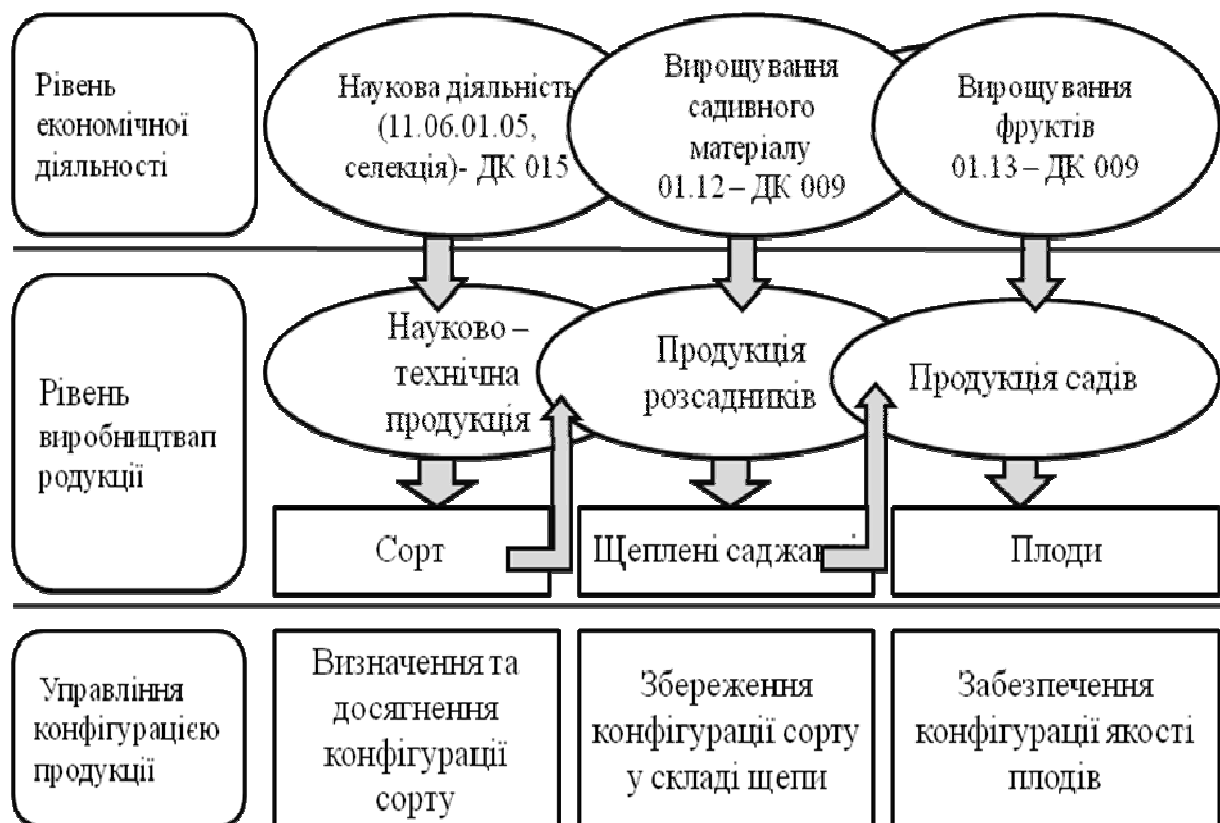 Рівень
економічної
діяльності
Наукова діяльність
(11.06.01.05,
селекція)- ДК 015
Вирощування
садивного
матеріалу
01.12 – ДК 009
Вирощування
фруктів
01.13 – ДК 009
Рівень
виробництвап
родукції
Науково –
технічна
продукція
Продукція
розсадників
Продукція садів
Сорт
Щеплені
Плоди
Управління
конфігурацією
продукції
Визначення та
досягнення
конфігурації
сорту
Збереження
конфігурації сорту
у складі щепи
Забезпечення
конфігурації якості
плодів